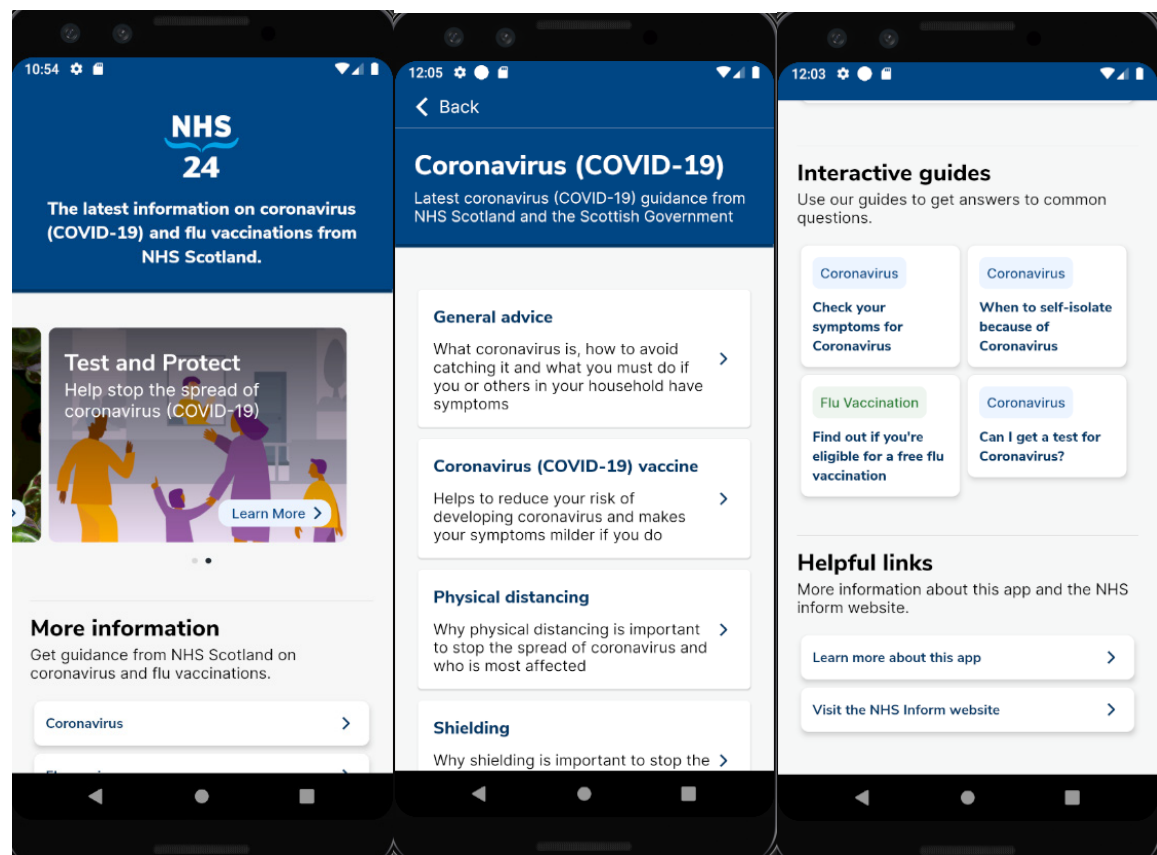 10:54
NHS
24
The latest information on coronavirus
(COVID-19) and flu vaccinations from
NHS Scotland.
Test and Protect
Help stop the spread of
coronavirus (COVID-19)
Learn More
More information
Get guidance from NHS Scotland on
coronavirus and flu vaccinations.
Coronavirus
12:05
Back
Coronavirus (COVID-19)
Latest coronavirus (COVID-19) guidance from
NHS Scotland and the Scottish Government
General advice
What coronavirus is, how to avoid
catching it and what you must do if
you or others in your household have
symptoms
Coronavirus (COVID-19) vaccine
Helps to reduce your risk of
developing coronavirus and makes
your symptoms milder if you do
Physical distancing
Why physical distancing is important
to stop the spread of coronavirus and
who is most affected
Shielding
Why shielding is important to stop the
12:03
Interactive guides
Use our guides to get answers to common
questions.
Coronavirus
Check your
symptoms for
Coronavirus
Coronavirus
When to self-isolate
because of
Coronavirus
Flu Vaccination
Find out if you're
eligible for a free flu
vaccination
Coronavirus
Can I get a test for
Coronavirus?
Helpful links
More information about this app and the NHS
inform website.
Learn more about this app
Visit the NHS Inform website